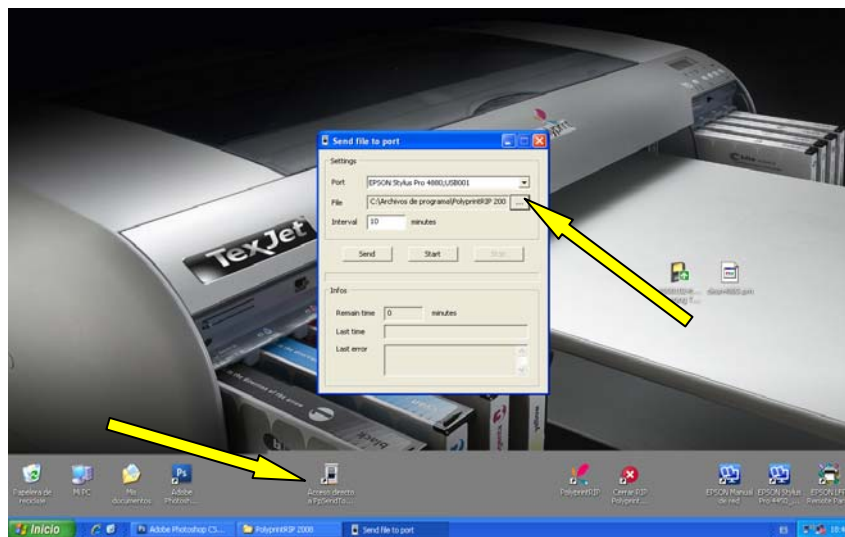 Polyprint
TexJet
Send file to port
Settings
Port
EPSON Stylus Pro 4880,USB001
File
C:\Archivos de programa\PolyprintRIP 200
...
Interval
10
minutes
Send
Start
Stop
Infos
Remain time
0
minutes
Last time
Last error
black
Papelera de
reciclaje
Mi PC
Mis
documentos
Adobe
Photosh...
Acceso directo
a PpSendTo...
PolyprintRIP
Cerrar RIP
Polyprint...
EPSON Manual
de red
EPSON Stylus
Pro 4450_...
EPSON LFP
Remote Pan
Inicio
Adobe Photoshop CS...
PolyprintRIP 2008
Send file to port
ES